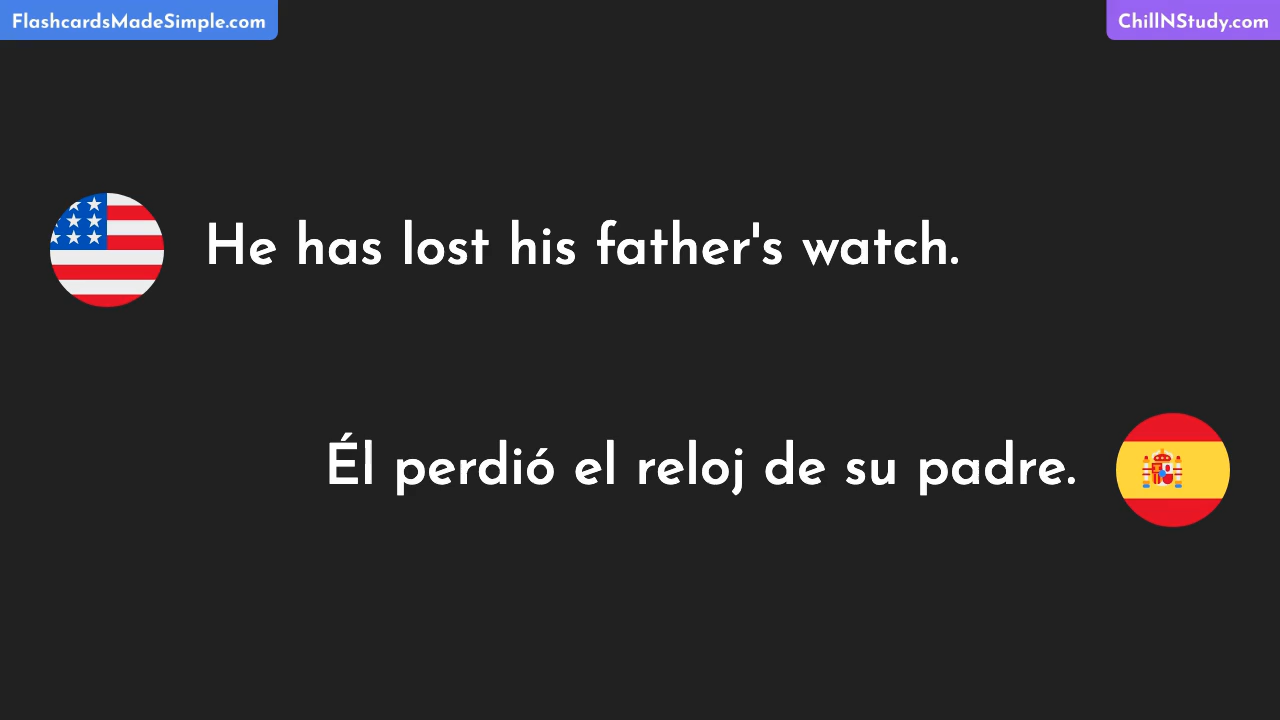 FlashcardsMadeSimple.com
ChillNStudy.com
He has lost his father's watch.
Él perdió el reloj de su padre.